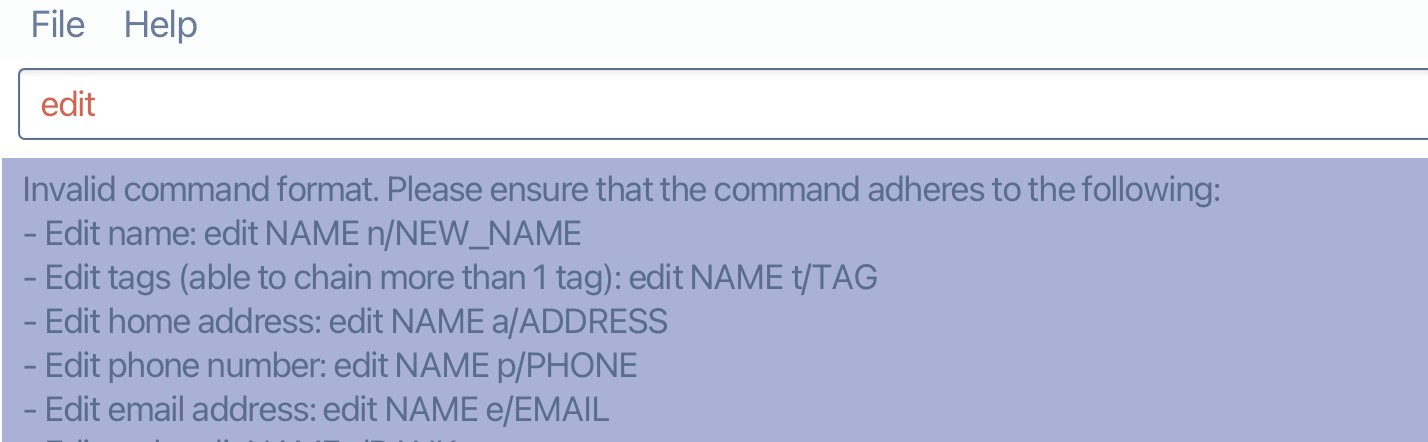 File Help
edit
Invalid command format. Please ensure that the command adheres to the following:
- Edit name: edit NAME n/NEW_NAME
- Edit tags (able to chain more than 1 tag): edit NAME t/TAG
- Edit home address: edit NAME a/ADDRESS
- Edit phone number: edit NAME p/PHONE
- Edit email address: edit NAME e/EMAIL